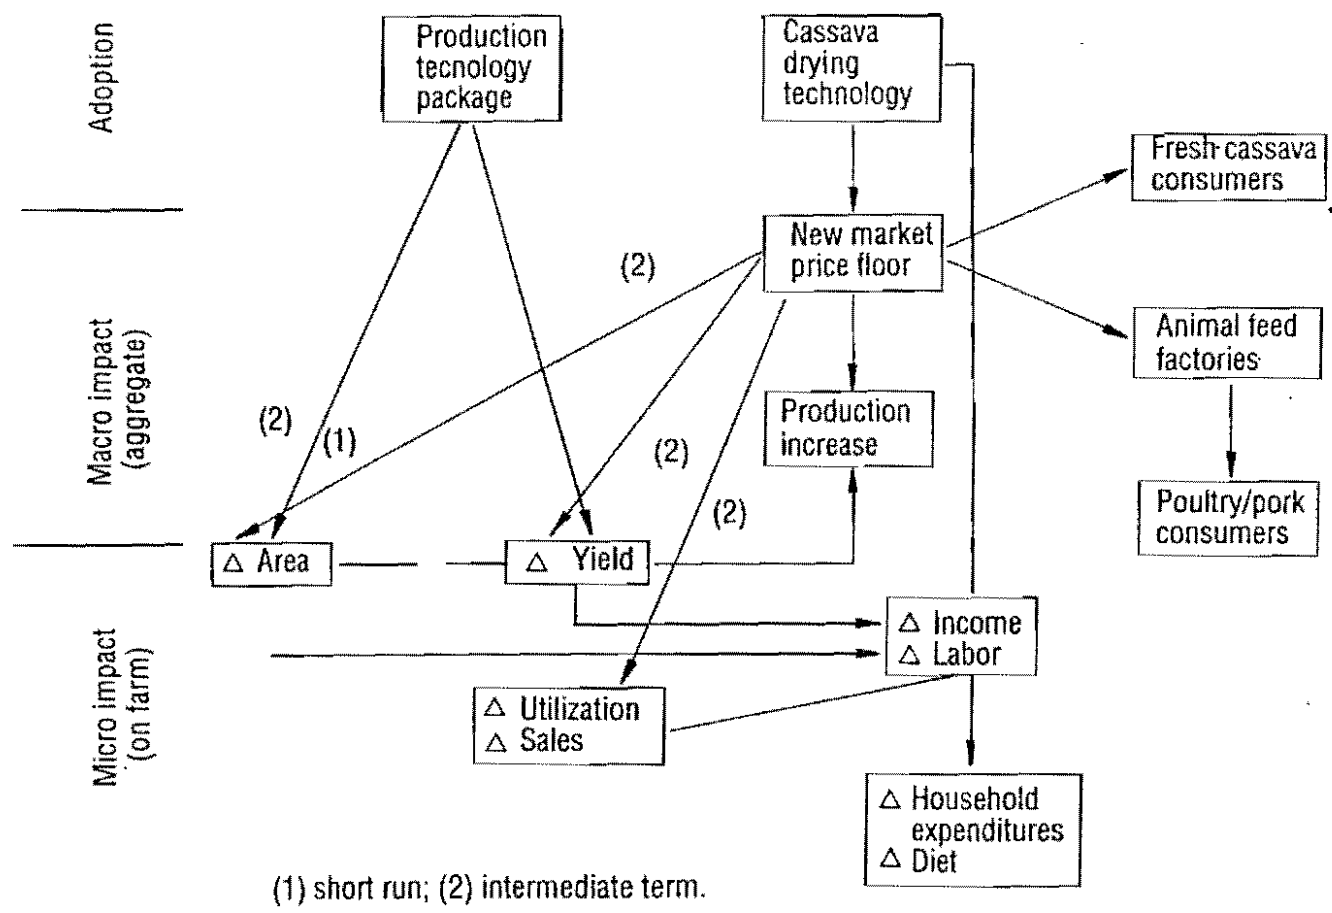 Adoption
Production
tecnology
package
Cassava
drying
technology
Fresh cassava
consumers
New market
price floor
(2)
Macro impact
(aggregate)
Animal feed
factories
Production
increase
(2)
(1)
(2)
(2)
Poultry/pork
consumers
△ Area
△ Yield
Micro impact
(on farm)
△ Income
△ Labor
△ Utilization
△ Sales
△ Household
expenditures
△ Diet
(1) short run; (2) intermediate term.